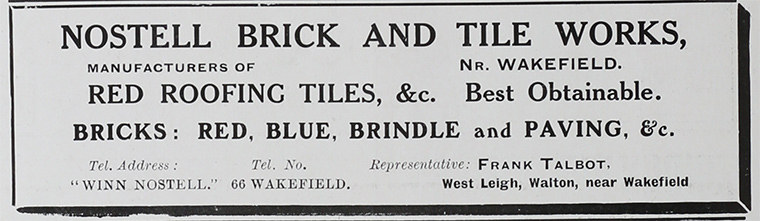 NOSTELL BRICK AND TILE WORKS,
MANUFACTURERS OF NR. WAKEFIELD.
RED ROOFING TILES, &c. Best Obtainable.
BRICKS: RED, BLUE, BRINDLE and PAVING, &c.
Tel. Address: Tel. No. Representative: FRANK TALBOT,
"WINN NOSTELL." 66 WAKEFIELD. West Leigh, Walton, near Wakefield